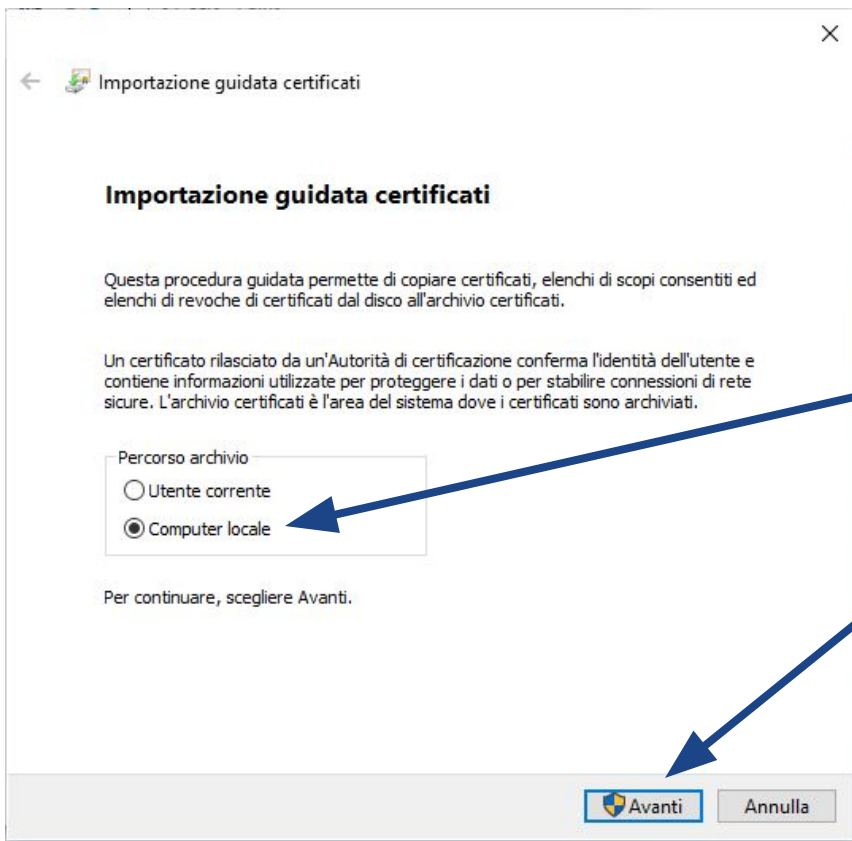 Importazione guidata certificati
Importazione guidata certificati
Questa procedura guidata permette di copiare certificati, elenchi di scopi consentiti ed
elenchi di revoche di certificati dal disco all'archivio certificati.
Un certificato rilasciato da un'Autorità di certificazione conferma l'identità dell'utente e
contiene informazioni utilizzate per proteggere i dati o per stabilire connessioni di rete
sicure. L'archivio certificati è l'area del sistema dove i certificati sono archiviati.
Percorso archivio
Utente corrente
Computer locale
Per continuare, scegliere Avanti.
Avanti Annulla